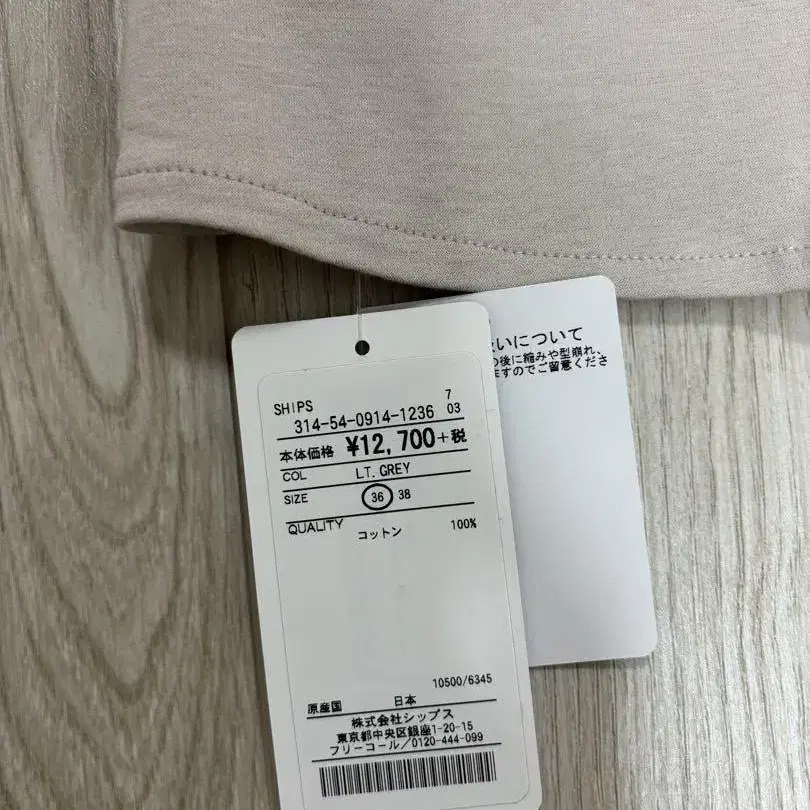 SHIPS
314-54-0914-1236 7
03
本体価格 ¥12,700+税
COL LT. GREY
SIZE 36 38
QUALITY コットン 100%
10500/6345
原産国 日本
株式会社シップス
東京都中央区銀座1-20-15
フリーコール/0120-444-099
いについて
の後に縮みや型崩れ、
ますのでご留意くださ